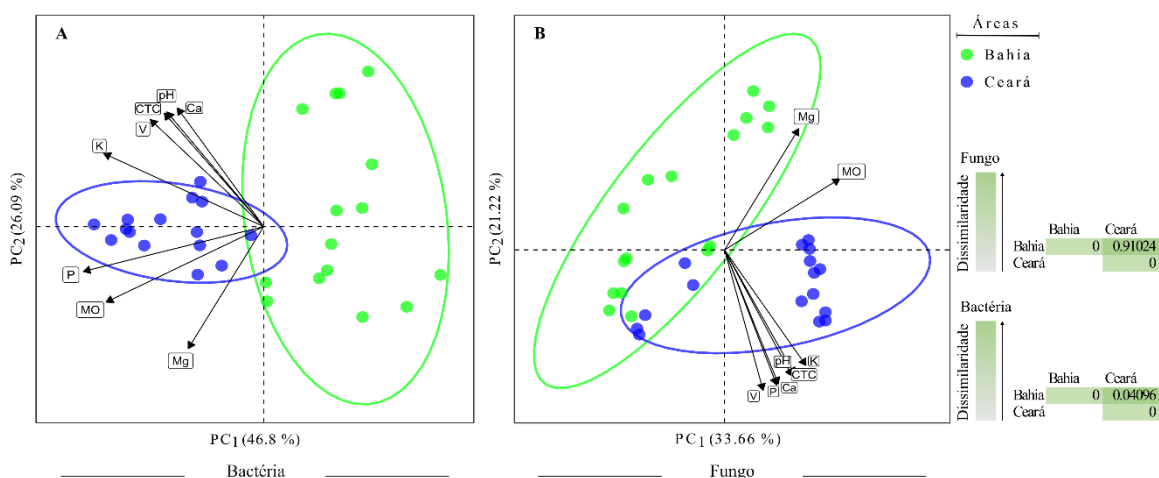 A
pH
CTC
Ca
V
K
P
MO
Mg
PC2 (26.09 %)
PC1 (46.8 %)
Bactéria
B
Mg
MO
pH
K
CTC
V
P
Ca
PC2 (21.22 %)
PC1 (33.66 %)
Fungo
Áreas
Bahia
Ceará
Fungo
Dissimilaridade
Bahia Ceará
Bahia 0 0.91024
Ceará 0
Bactéria
Dissimilaridade
Bahia Ceará
Bahia 0 0.04096
Ceará 0